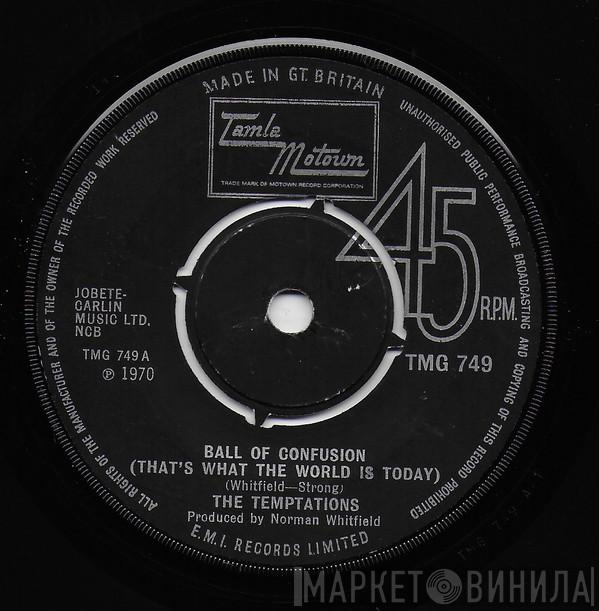 MADE IN GT. BRITAIN
UNAUTHORISED PUBLIC PERFORMANCE BROADCASTING AND COPYING OF THIS RECORD PROHIBITED
ALL RIGHTS OF THE MANUFACTURER AND OF THE OWNER OF THE RECORDED WORK RESERVED
Tamla
Motown
TRADE MARK OF MOTOWN RECORD CORPORATION
45
R.P.M.
JOBETE-
CARLIN
MUSIC LTD.
NCB
TMG 749 A
℗ 1970
TMG 749
BALL OF CONFUSION
(THAT'S WHAT THE WORLD IS TODAY)
(Whitfield—Strong)
THE TEMPTATIONS
Produced by Norman Whitfield
E.M.I. RECORDS LIMITED
МАРКЕТ ВИНИЛА